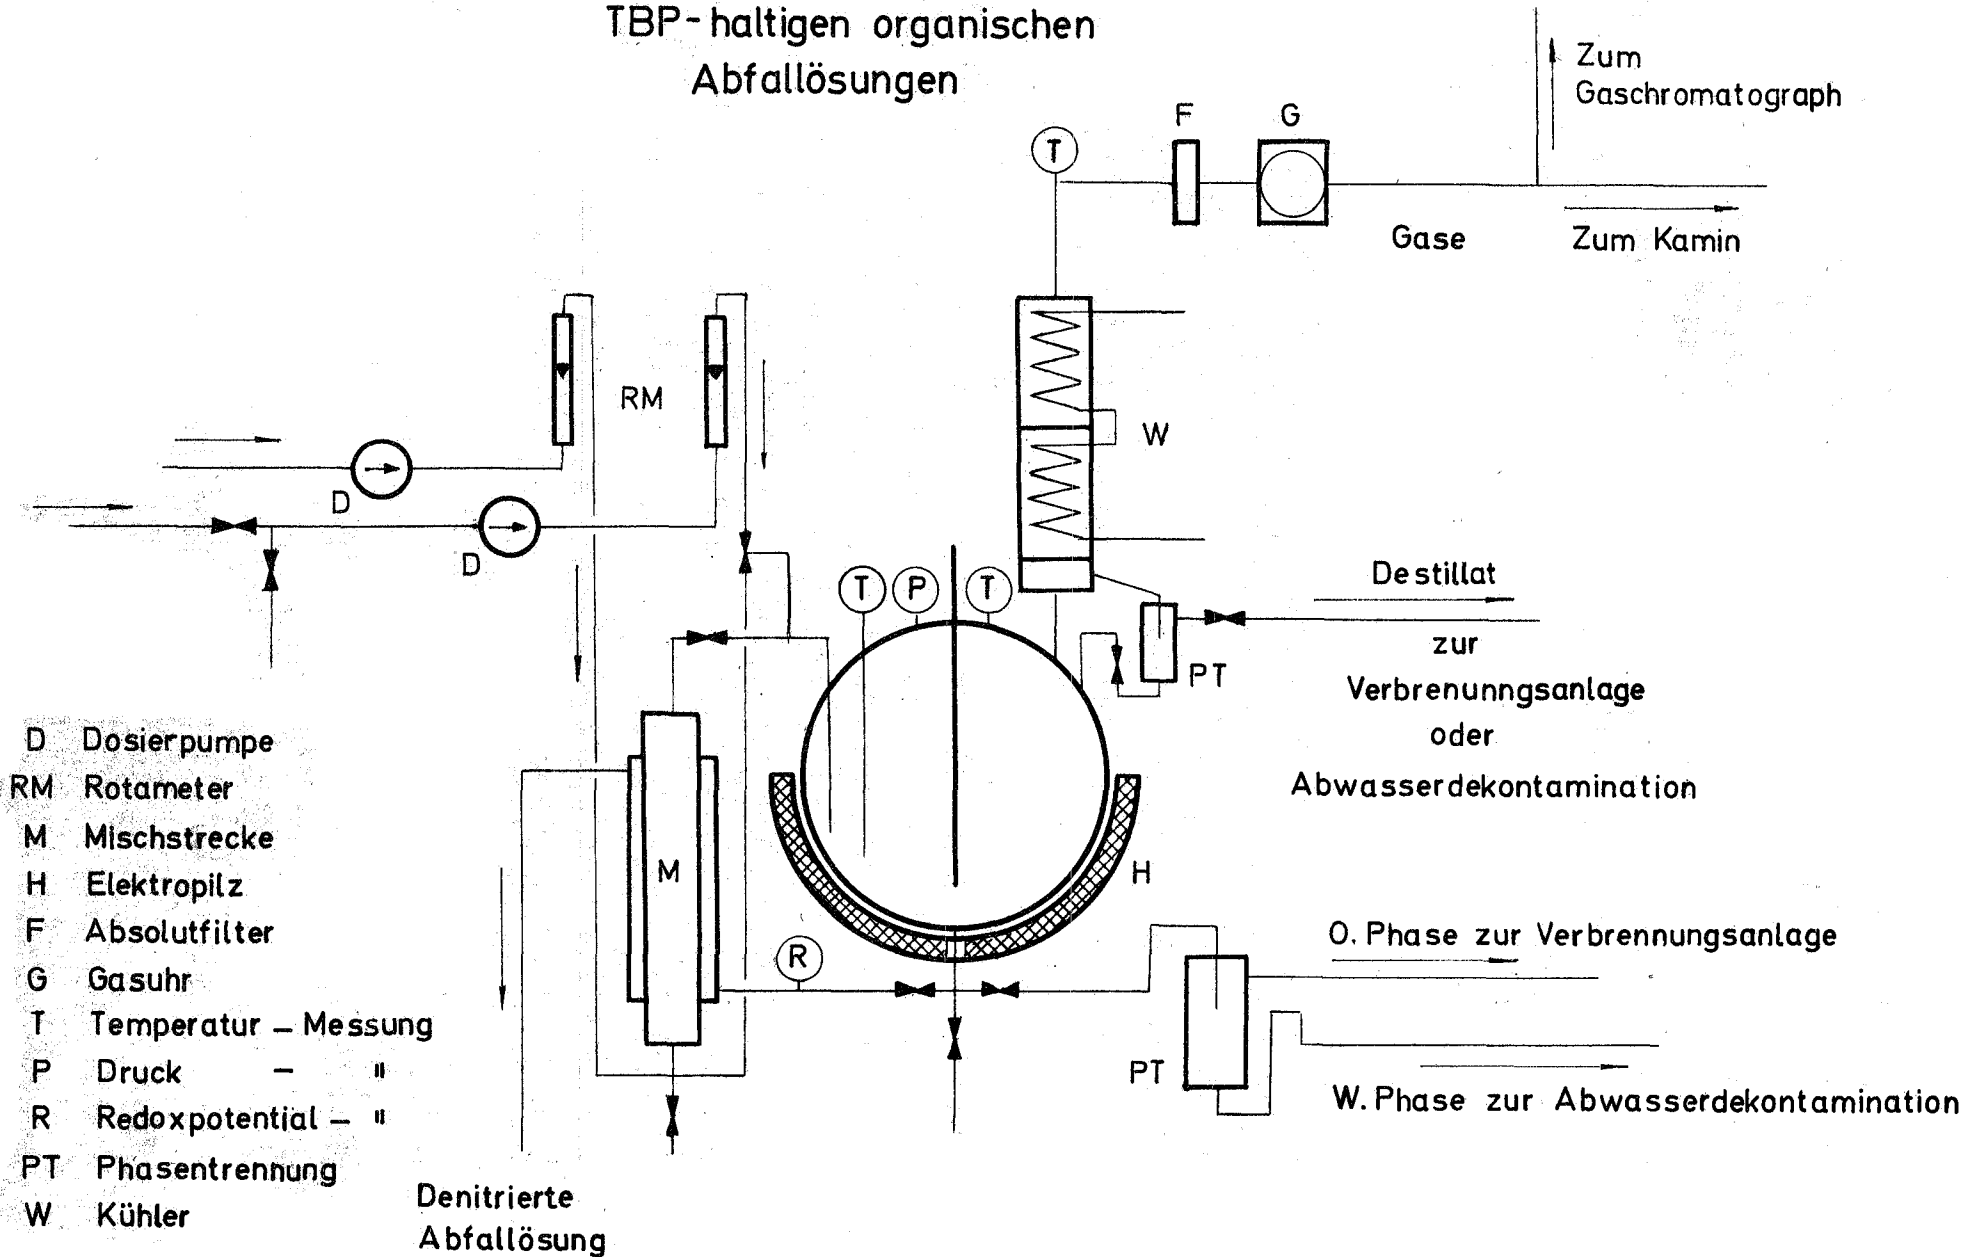 TBP-haltigen organischen
Abfallösungen
Zum
Gaschromatograph
F
G
T
Gase
Zum Kamin
RM
W
D
D
T
P
T
Destillat
zur
PT
Verbrenunngsanlage
oder
Abwasserdekontamination
M
H
R
O. Phase zur Verbrennungsanlage
PT
W. Phase zur Abwasserdekontamination
D Dosierpumpe
RM Rotameter
M Mischstrecke
H Elektropilz
F Absolutfilter
G Gasuhr
T Temperatur – Messung
P Druck – "
R Redoxpotential – "
PT Phasentrennung
W Kühler
Denitrierte
Abfallösung